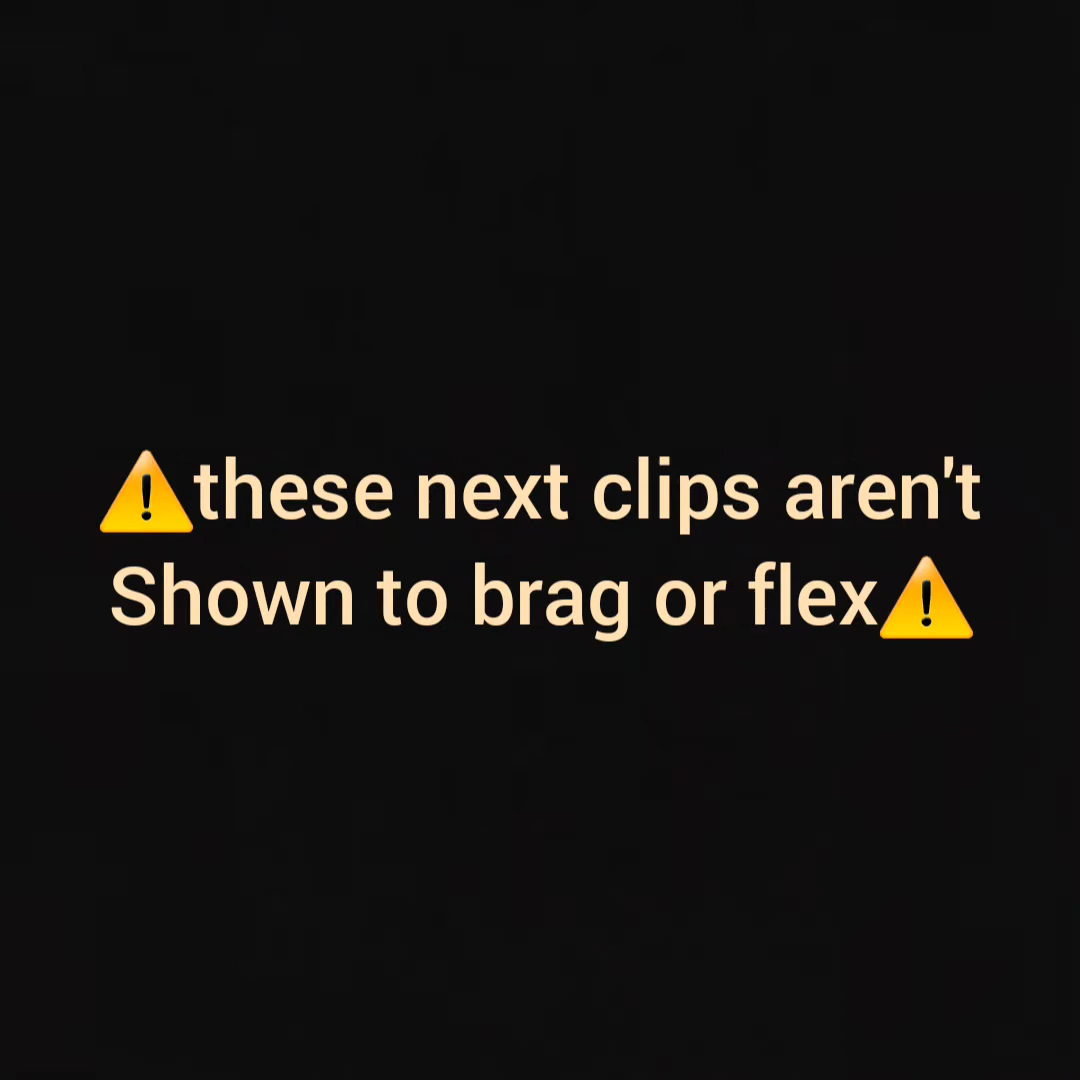 ⚠️these next clips aren't
Shown to brag or flex⚠️